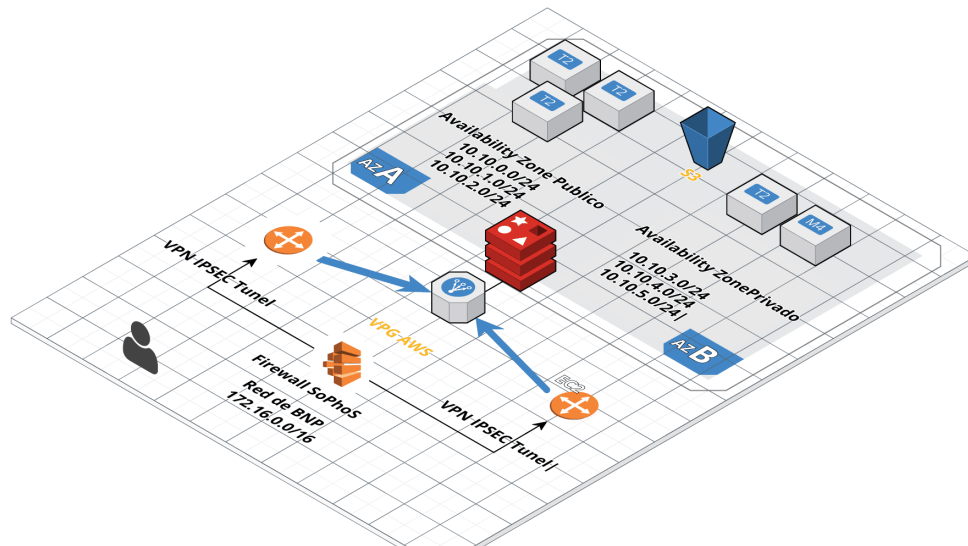 T2
T2
T2
Availability Zone Publico
10.10.0.0/24
10.10.1.0/24
10.10.2.0/24
AZA
S3
T2
M4
Availability ZonePrivado
10.10.3.0/24
10.10.4.0/24
10.10.5.0/24|
AZB
VPN IPSEC Tunel
VPG-AWS
Firewall SoPhoS
Red de BNP
172.16.0.0/16
EC2
VPN IPSEC Tunel|